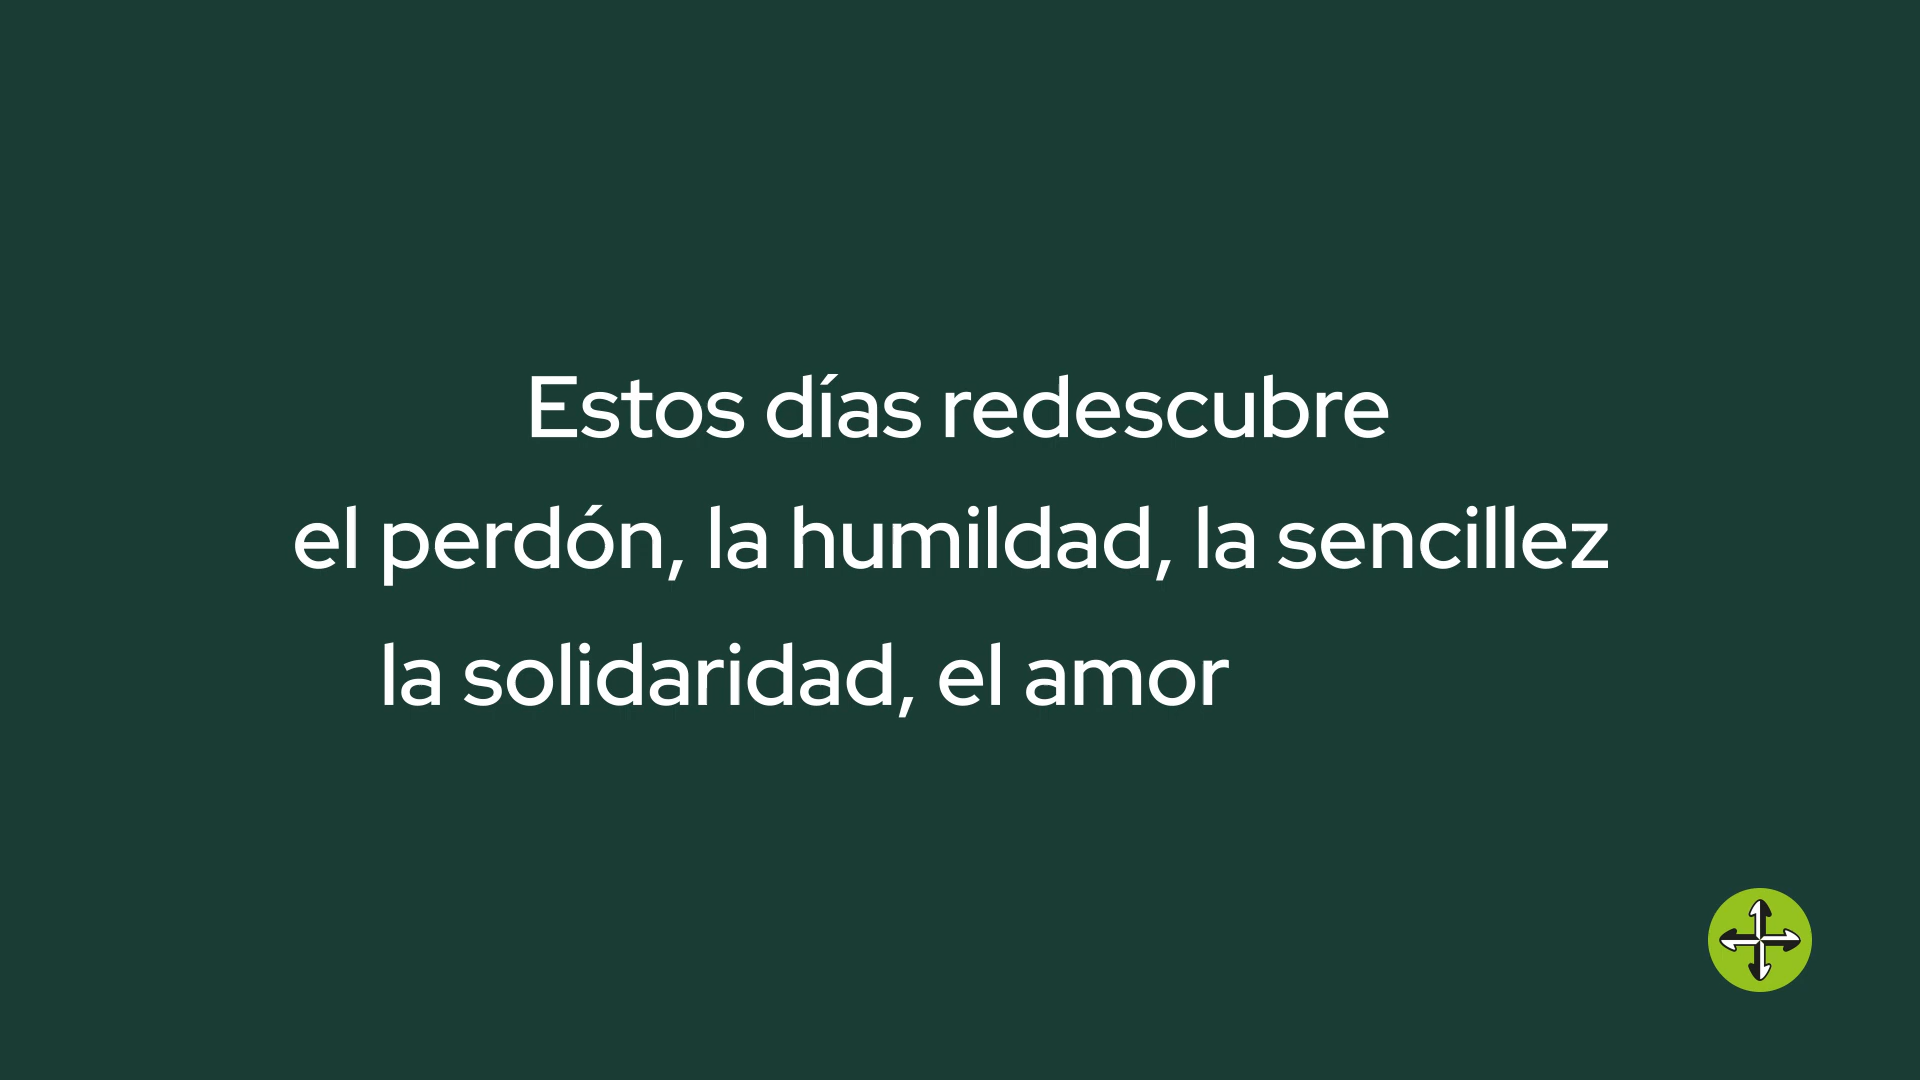 Estos días redescubre
el perdón, la humildad, la sencillez
la solidaridad, el amor